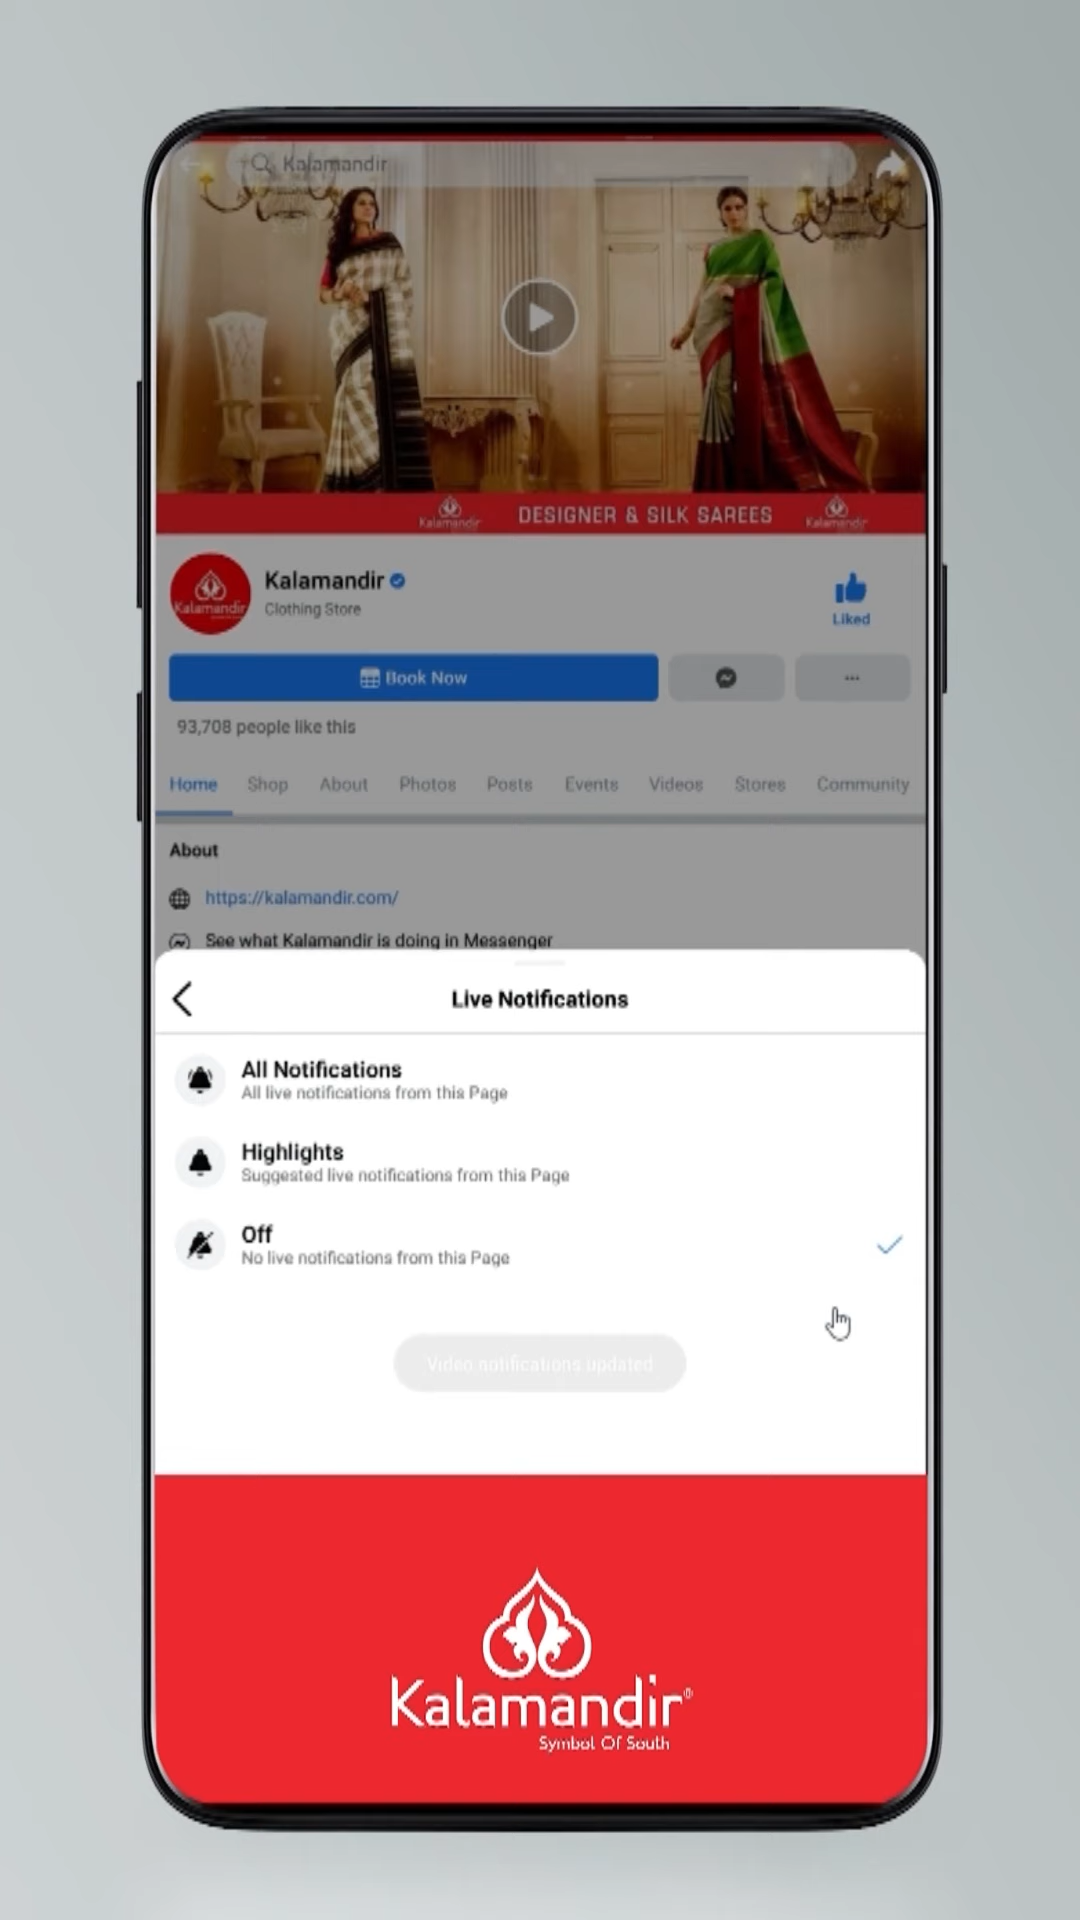 Kalamandir
Kalamandir
DESIGNER & SILK SAREES
Kalamandir
Kalamandir
Kalamandir
Clothing Store
Liked
Book Now
93,708 people like this
Home
Shop
About
Photos
Posts
Events
Videos
Stores
Community
About
https://kalamandir.com/
See what Kalamandir is doing in Messenger
Live Notifications
All Notifications
All live notifications from this Page
Highlights
Suggested live notifications from this Page
Off
No live notifications from this Page
Video notifications updated
Kalamandir®
Symbol Of South